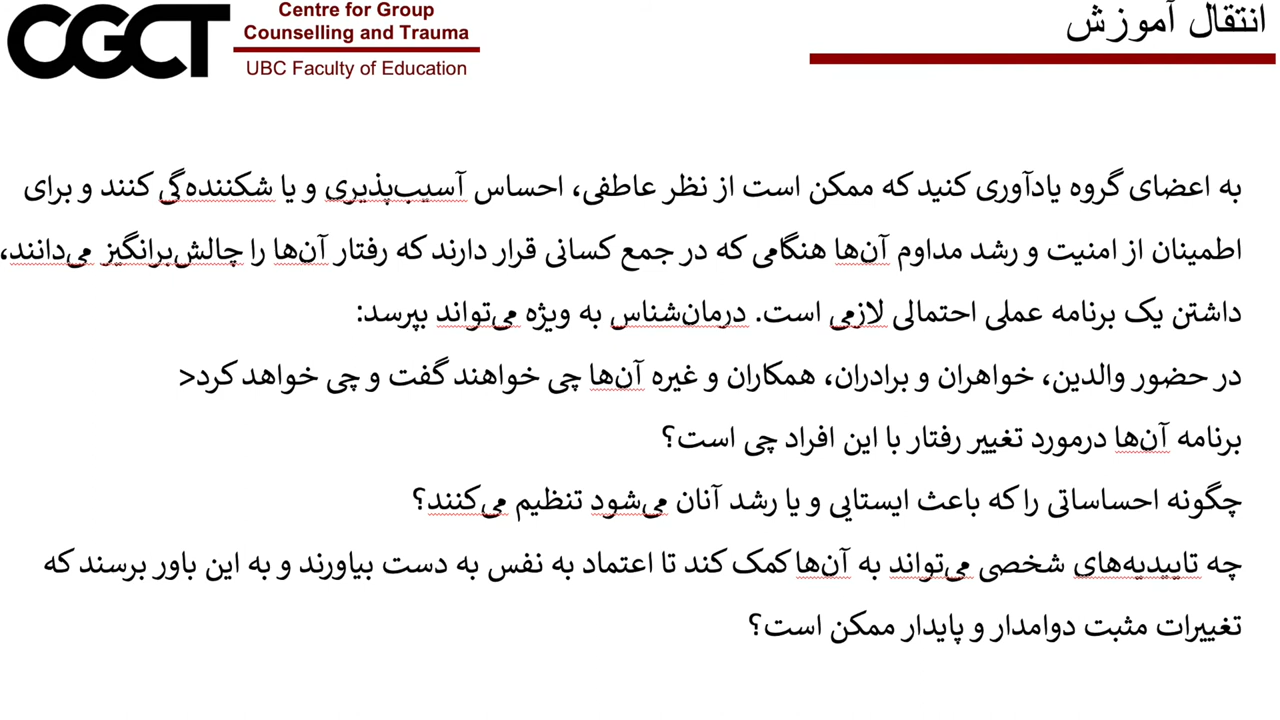 CGCT
Centre for Group
Counselling and Trauma
UBC Faculty of Education
انتقال آموزش
به اعضای گروه یادآوری کنید که ممکن است از نظر عاطفی، احساس آسیب‌پذیری و یا شکننده‌گی کنند و برای
اطمینان از امنیت و رشد مداوم آن‌ها هنگامی که در جمع کسانی قرار دارند که رفتار آن‌ها را چالش‌برانگیز می‌دانند،
داشتن یک برنامه عملی احتمالی لازمی است. درمان‌شناس به ویژه می‌تواند بپرسد:
در حضور والدین، خواهران و برادران، همکاران و غیره آن‌ها چی خواهند گفت و چی خواهد کرد>
برنامه آن‌ها درمورد تغییر رفتار با این افراد چی است؟
چگونه احساساتی را که باعث ایستایی و یا رشد آنان می‌شود تنظیم می‌کنند؟
چه تاییدیه‌های شخصی می‌تواند به آن‌ها کمک کند تا اعتماد به نفس به دست بیاورند و به این باور برسند که
تغییرات مثبت دوامدار و پایدار ممکن است؟